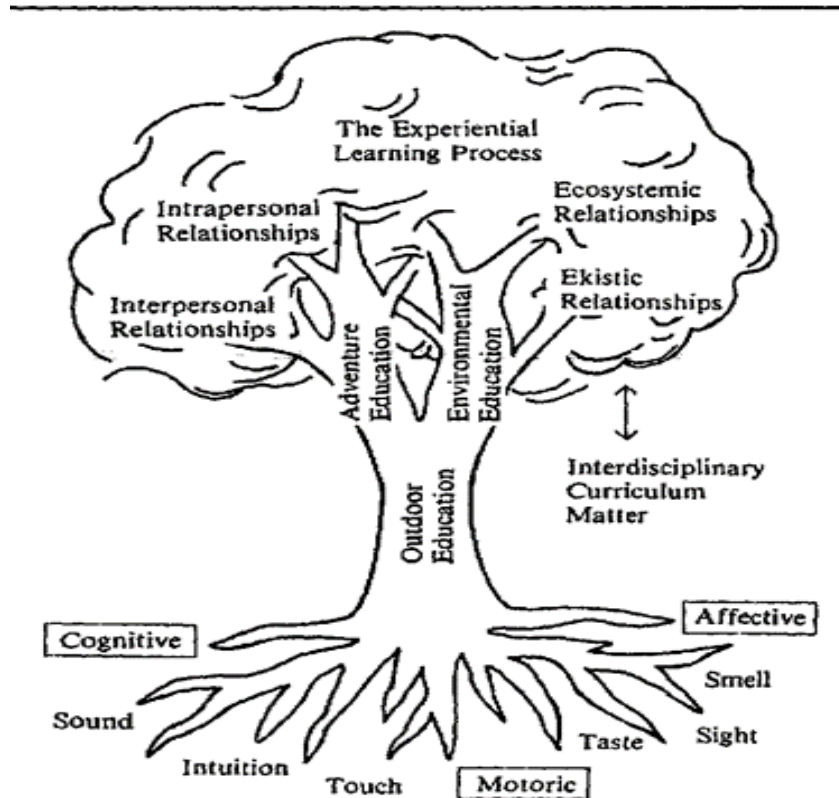 The Experiential
Learning Process
Intrapersonal
Relationships
Ecosystemic
Relationships
Interpersonal
Relationships
Ekistic
Relationships
Adventure
Education
Environmental
Education
Outdoor
Education
Interdisciplinary
Curriculum
Matter
Cognitive
Affective
Smell
Sound
Sight
Intuition
Taste
Touch
Motoric